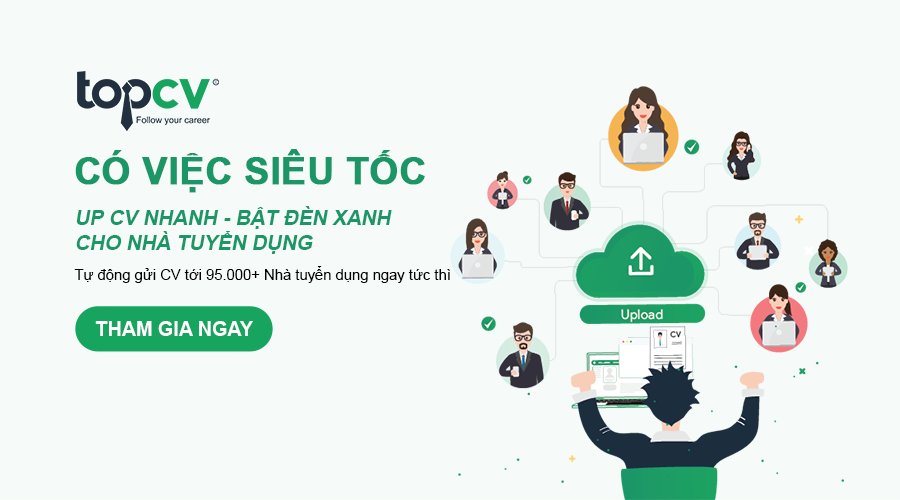 topcv
Follow your career
CÓ VIỆC SIÊU TỐC
UP CV NHANH - BẬT ĐÈN XANH
CHO NHÀ TUYỂN DỤNG
Tự động gửi CV tới 95.000+ Nhà tuyển dụng ngay tức thì
THAM GIA NGAY
Upload
CV